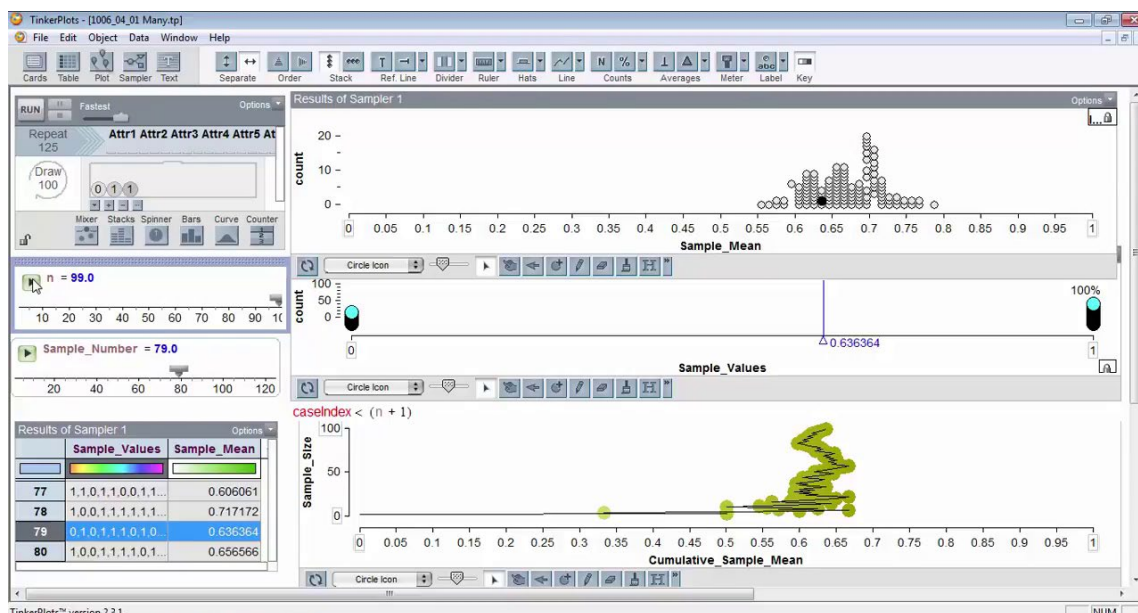 TinkerPlots - [1006_04_01 Many.tp]
File Edit Object Data Window Help
Cards Table Plot Sampler Text Separate Order Stack Ref. Line Divider Ruler Hats Line Counts Averages Meter Label Key
RUN Fastest Options
Repeat 125 Attr1 Attr2 Attr3 Attr4 Attr5 At
Draw 100
0 1 1
Mixer Stacks Spinner Bars Curve Counter
n = 99.0
10 20 30 40 50 60 70 80 90 10
Sample_Number = 79.0
20 40 60 80 100 120
Results of Sampler 1 Options
Sample_Values Sample_Mean
77 1,1,0,1,1,0,0,1,1... 0.606061
78 1,0,0,1,1,1,1,1,1... 0.717172
79 0,1,0,1,1,1,0,1,0... 0.636364
80 1,0,0,1,1,1,1,0,1... 0.656566
Results of Sampler 1 Options
count
20
10
0
0 0.05 0.1 0.15 0.2 0.25 0.3 0.35 0.4 0.45 0.5 0.55 0.6 0.65 0.7 0.75 0.8 0.85 0.9 0.95 1
Sample_Mean
Circle Icon
count
100
50
0
100%
0.636364
0 1
Sample_Values
Circle Icon
caseIndex < (n + 1)
Sample_Size
100
50
0
0 0.05 0.1 0.15 0.2 0.25 0.3 0.35 0.4 0.45 0.5 0.55 0.6 0.65 0.7 0.75 0.8 0.85 0.9 0.95 1
Cumulative_Sample_Mean
Circle Icon
TinkerPlots™ version 2.3.1
NUM